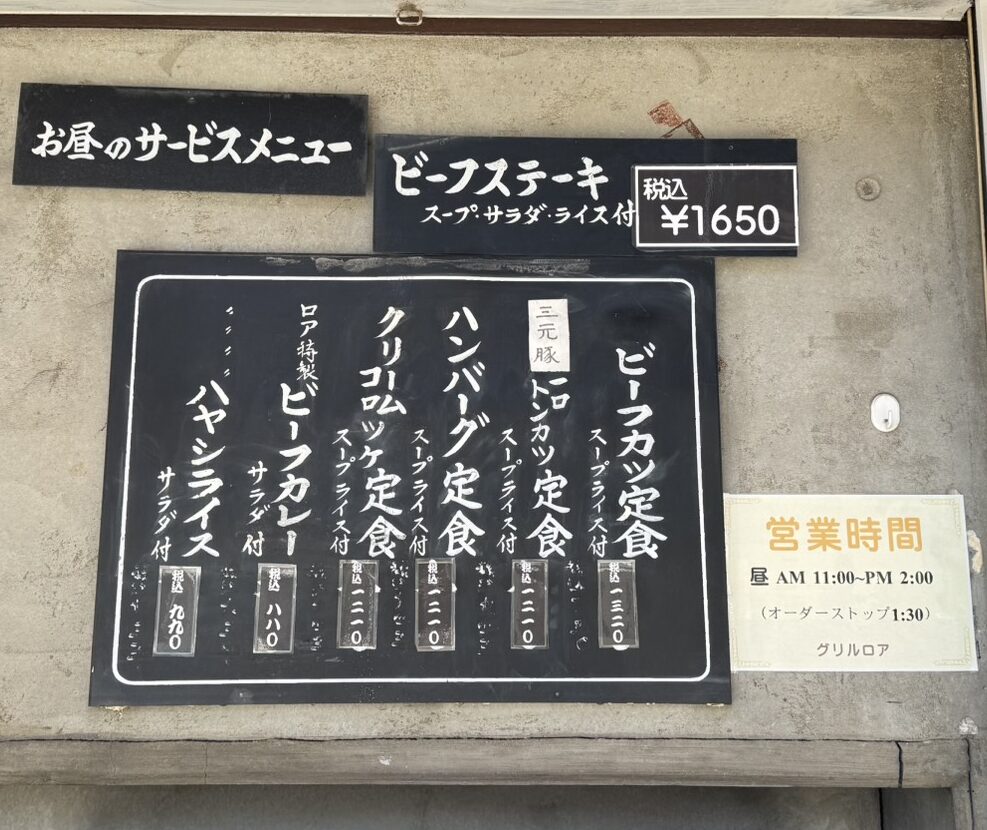 お昼のサービスメニュー
ビーフステーキ
スープ・サラダ・ライス付
税込
¥1650
ビーフカツ定食
スープライス付
税込 一三二〇
三元豚
一口トンカツ定食
スープライス付
税込 一二一〇
ハンバーグ定食
スープライス付
税込 一二一〇
クリームコロッケ定食
スープライス付
税込 一二一〇
ロア特製
ビーフカレー
サラダ付
税込 八八〇
〃〃〃〃
ハヤシライス
サラダ付
税込 九九〇
営業時間
昼 AM 11:00~PM 2:00
(オーダーストップ1:30)
グリルロア